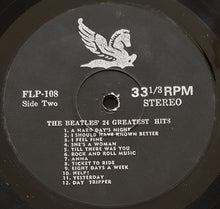 FLP-108
Side Two
33 1/3 RPM
STEREO
THE BEATLES' 24 GREATEST HITS
1. A HARD DAY'S NIGHT
2. I SHOULD HAVE KNOWN BETTER
3. I FEEL FINE
4. SHE'S A WOMAN
5. TILL THERE WAS YOU
6. ROCK AND ROLL MUSIC
7. ANNA
8. TICKET TO RIDE
9. EIGHT DAYS A WEEK
10. HELP!
11. YESTERDAY
12. DAY TRIPPER